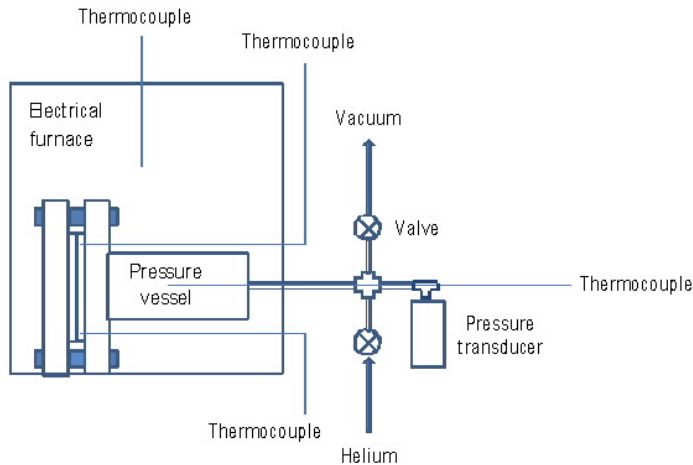 Thermocouple
Thermocouple
Electrical
furnace
Vacuum
Valve
Pressure
vessel
Thermocouple
Pressure
transducer
Thermocouple
Helium